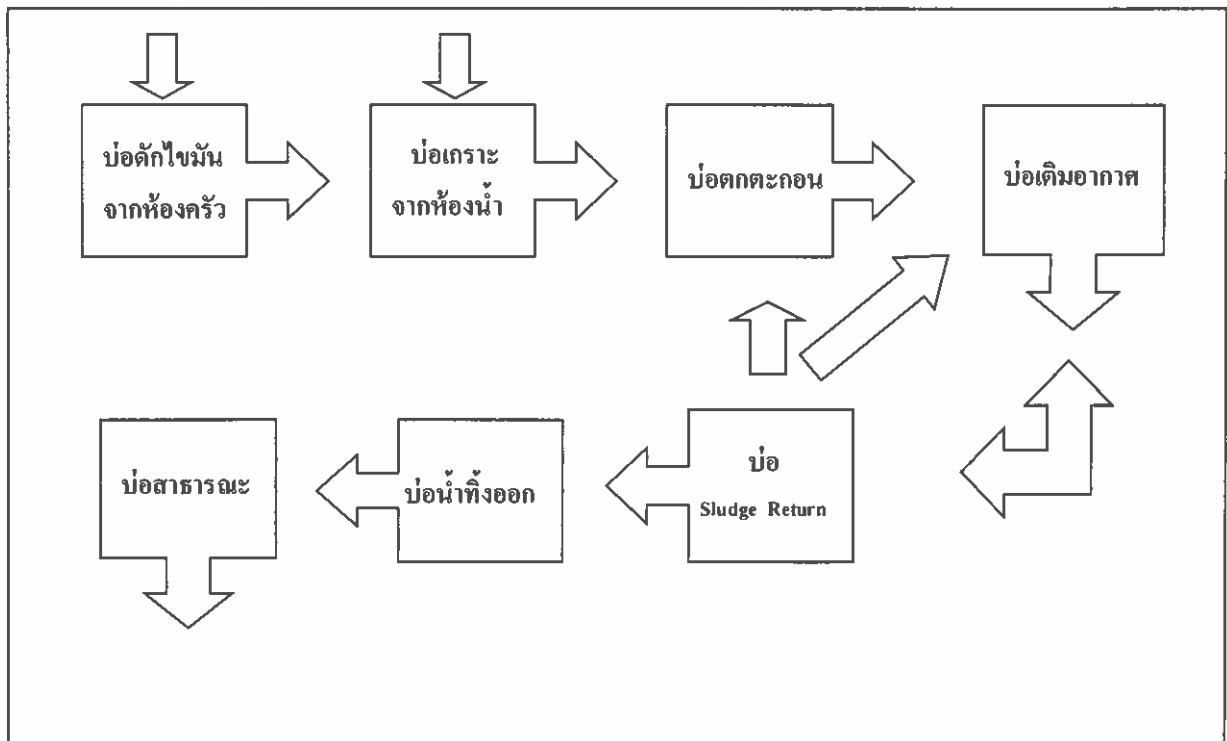 บ่อดักไขมัน
จากห้องครัว
บ่อเกราะ
จากห้องน้ำ
บ่อตกตะกอน
บ่อเติมอากาศ
บ่อสาธารณะ
บ่อน้ำทิ้งออก
บ่อ
Sludge Return